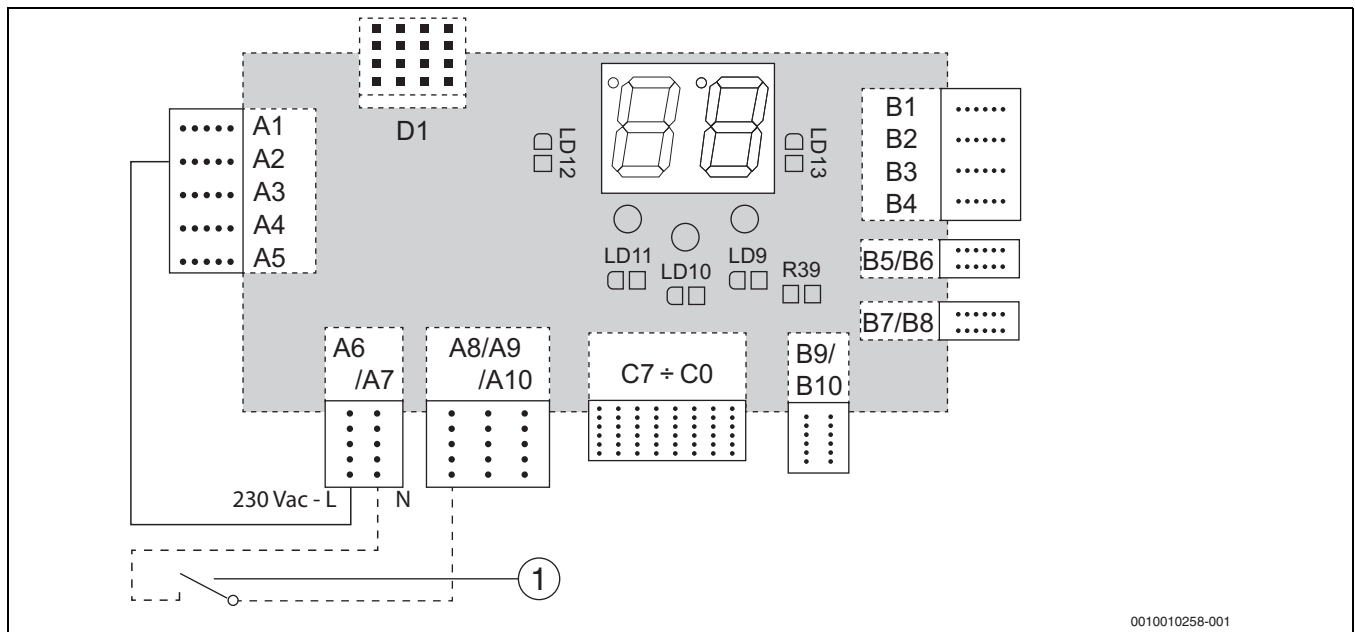 D1
A1
A2
A3
A4
A5
LD12
LD13
B1
B2
B3
B4
LD11
LD10
LD9
R39
B5/B6
B7/B8
A6
/A7
A8/A9
/A10
C7 ÷ C0
B9/
B10
230 Vac - L
N
1
0010010258-001